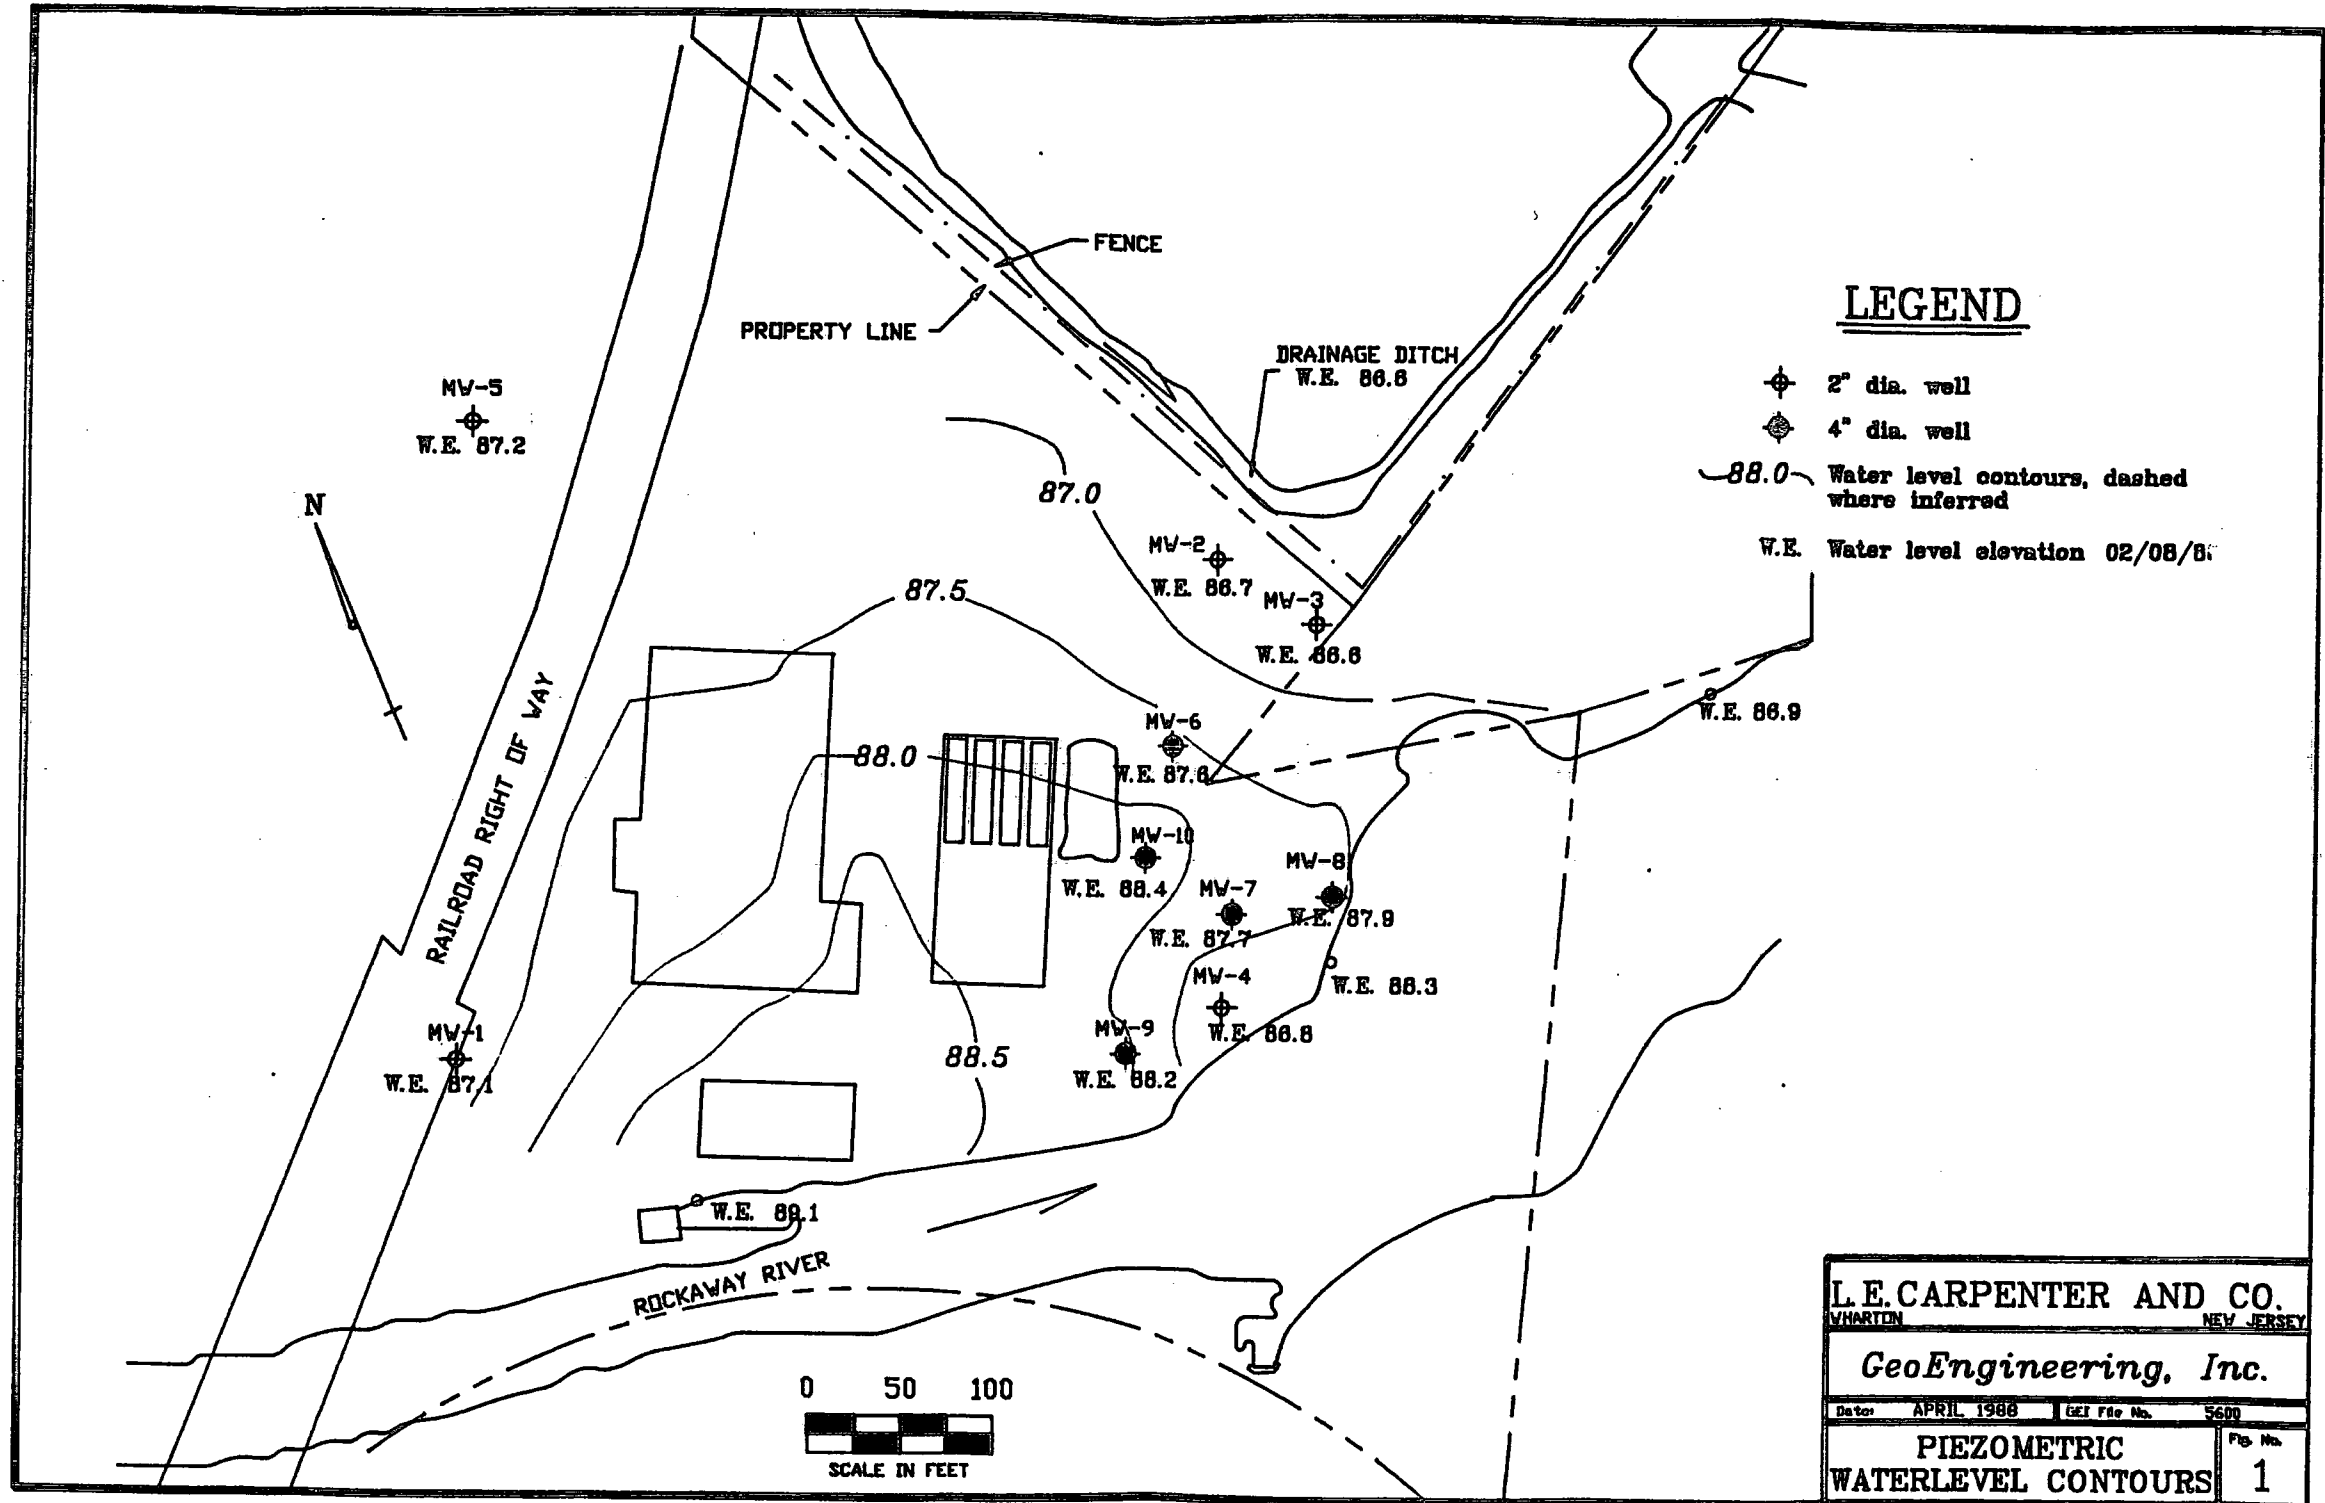 FENCE
PROPERTY LINE
LEGEND
DRAINAGE DITCH
W.E. 86.6
MW-5
W.E. 87.2
2" dia. well
4" dia. well
88.0 Water level contours, dashed
where inferred
W.E. Water level elevation 02/08/8
N
87.0
MW-2
W.E. 86.7
87.5
MW-3
W.E. 86.6
RAILROAD RIGHT OF WAY
W.E. 86.9
MW-6
W.E. 87.6
88.0
MW-10
W.E. 88.4
MW-8
W.E. 87.9
MW-7
W.E. 87.7
MW-4
W.E. 86.8
W.E. 88.3
MW-1
W.E. 87.1
88.5
MW-9
W.E. 88.2
W.E. 89.1
ROCKAWAY RIVER
0 50 100
SCALE IN FEET
L.E. CARPENTER AND CO.
WHARTON NEW JERSEY
GeoEngineering, Inc.
Date: APRIL 1988 GEI File No. 5600
PIEZOMETRIC
WATERLEVEL CONTOURS
Fig. No.
1